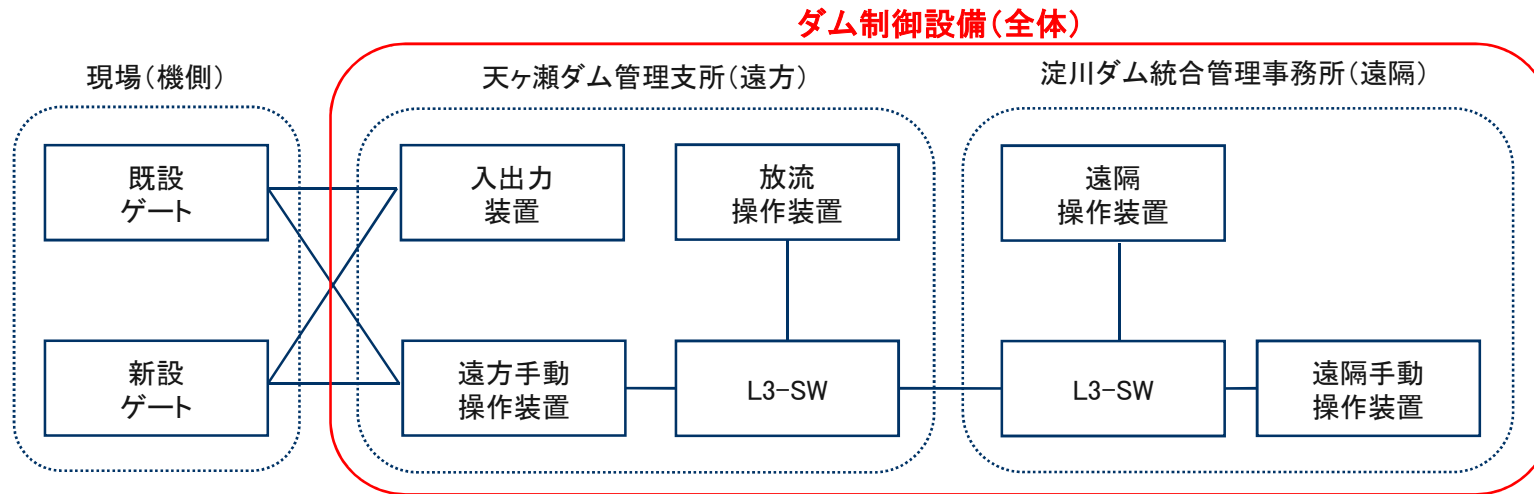 ダム制御設備(全体)
現場(機側)
天ヶ瀬ダム管理支所(遠方)
淀川ダム統合管理事務所(遠隔)
既設
ゲート
入出力
装置
放流
操作装置
遠隔
操作装置
新設
ゲート
遠方手動
操作装置
L3-SW
L3-SW
遠隔手動
操作装置